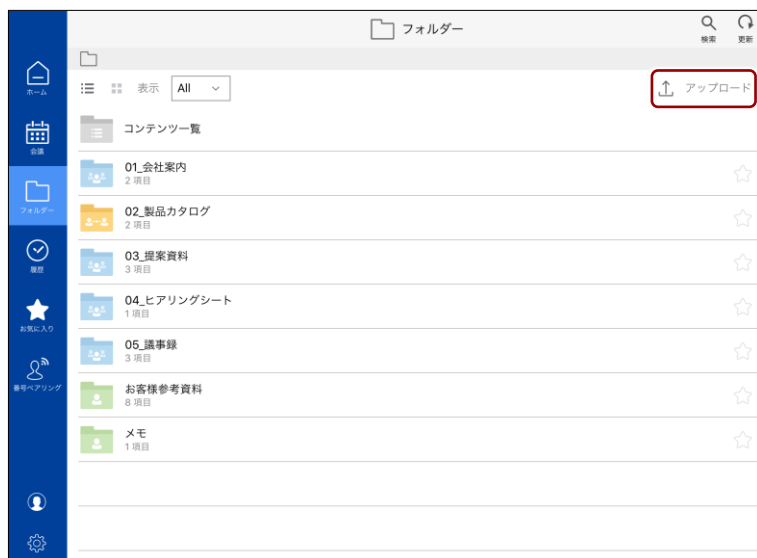 フォルダー
検索
更新
表示 All
アップロード
ホーム
会議
フォルダー
履歴
お気に入り
番号ペアリング
コンテンツ一覧
01_会社案内
2 項目
02_製品カタログ
2 項目
03_提案資料
3 項目
04_ヒアリングシート
1 項目
05_議事録
3 項目
お客様参考資料
8 項目
メモ
1 項目